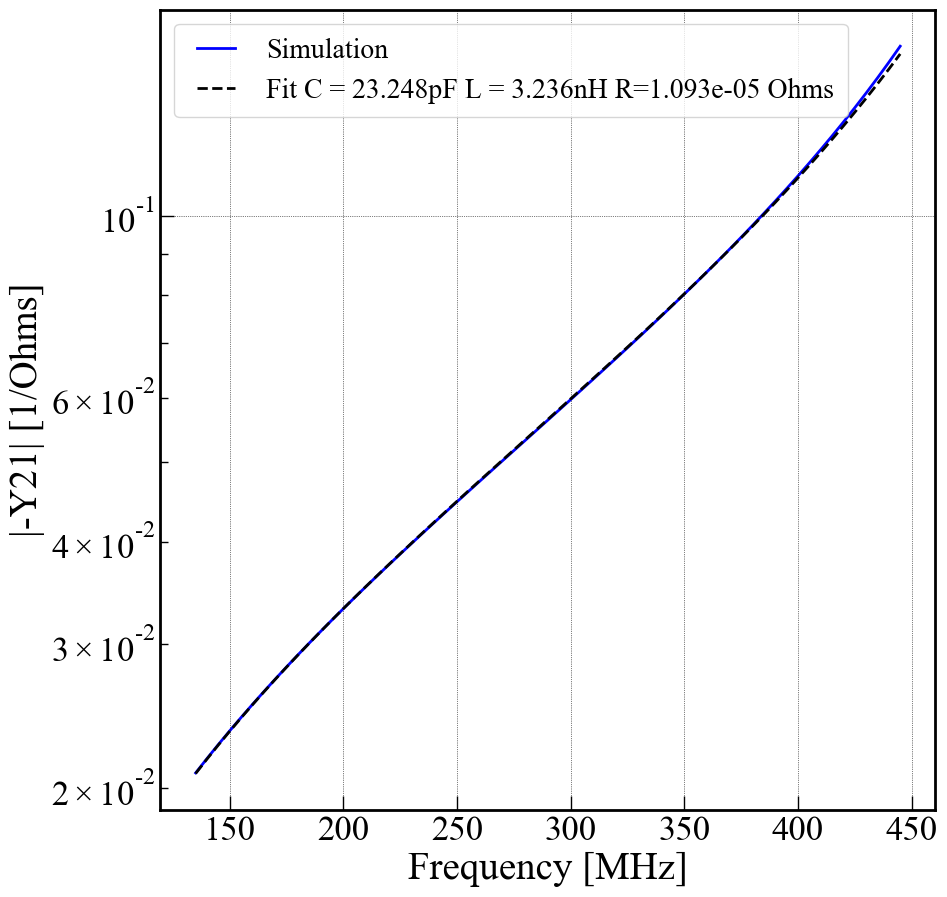 Simulation
Fit C = 23.248pF L = 3.236nH R=1.093e-05 Ohms
10^-1
6×10^-2
4×10^-2
3×10^-2
2×10^-2
|-Y21| [1/Ohms]
150 200 250 300 350 400 450
Frequency [MHz]